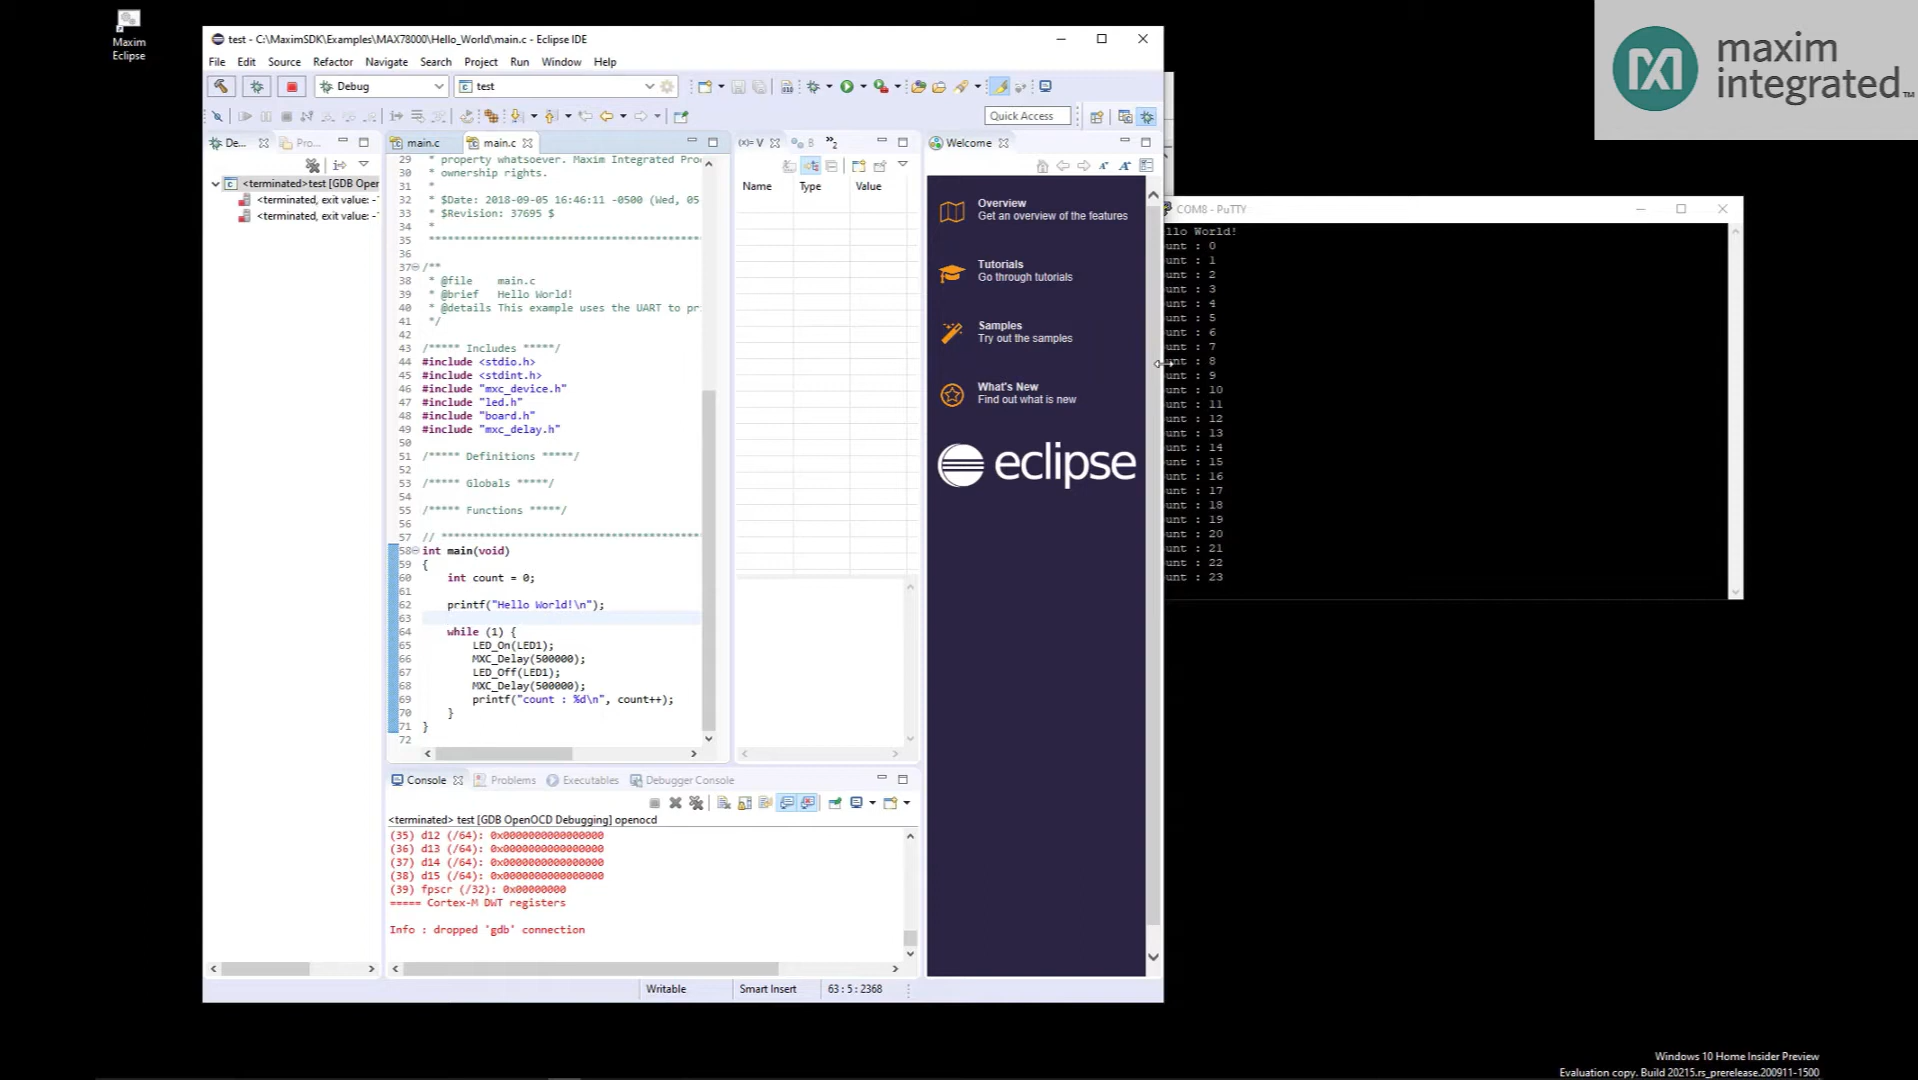 Maxim
Eclipse
test - C:\MaximSDK\Examples\MAX78000\Hello_World\main.c - Eclipse IDE
File Edit Source Refactor Navigate Search Project Run Window Help
Debug
test
Quick Access
De...
Pro...
<terminated>test [GDB Oper
<terminated, exit value: -
<terminated, exit value: -
main.c
main.c
29 * property whatsoever. Maxim Integrated Pro
30 * ownership rights.
31 *
32 * $Date: 2018-09-05 16:46:11 -0500 (Wed, 05
33 * $Revision: 37695 $
34 *
35 *******************************************
36
37 /**
38 * @file main.c
39 * @brief Hello World!
40 * @details This example uses the UART to pr
41 */
42
43 /***** Includes *****/
44 #include <stdio.h>
45 #include <stdint.h>
46 #include "mxc_device.h"
47 #include "led.h"
48 #include "board.h"
49 #include "mxc_delay.h"
50
51 /***** Definitions *****/
52
53 /***** Globals *****/
54
55 /***** Functions *****/
56
57 // *****************************************
58 int main(void)
59 {
60 int count = 0;
61
62 printf("Hello World!\n");
63
64 while (1) {
65 LED_On(LED1);
66 MXC_Delay(500000);
67 LED_Off(LED1);
68 MXC_Delay(500000);
69 printf("count : %d\n", count++);
70 }
71 }
72
(x)= V
B
»2
Name Type Value
Welcome
Overview
Get an overview of the features
Tutorials
Go through tutorials
Samples
Try out the samples
What's New
Find out what is new
eclipse
Console Problems Executables Debugger Console
<terminated> test [GDB OpenOCD Debugging] openocd
(35) d12 (/64): 0x0000000000000000
(36) d13 (/64): 0x0000000000000000
(37) d14 (/64): 0x0000000000000000
(38) d15 (/64): 0x0000000000000000
(39) fpscr (/32): 0x00000000
===== Cortex-M DWT registers
Info : dropped 'gdb' connection
Writable Smart Insert 63 : 5 : 2368
COM8 - PuTTY
llo World!
unt : 0
unt : 1
unt : 2
unt : 3
unt : 4
unt : 5
unt : 6
unt : 7
unt : 8
unt : 9
unt : 10
unt : 11
unt : 12
unt : 13
unt : 14
unt : 15
unt : 16
unt : 17
unt : 18
unt : 19
unt : 20
unt : 21
unt : 22
unt : 23
maxim
integrated™
Windows 10 Home Insider Preview
Evaluation copy. Build 20215.rs_prerelease.200911-1500